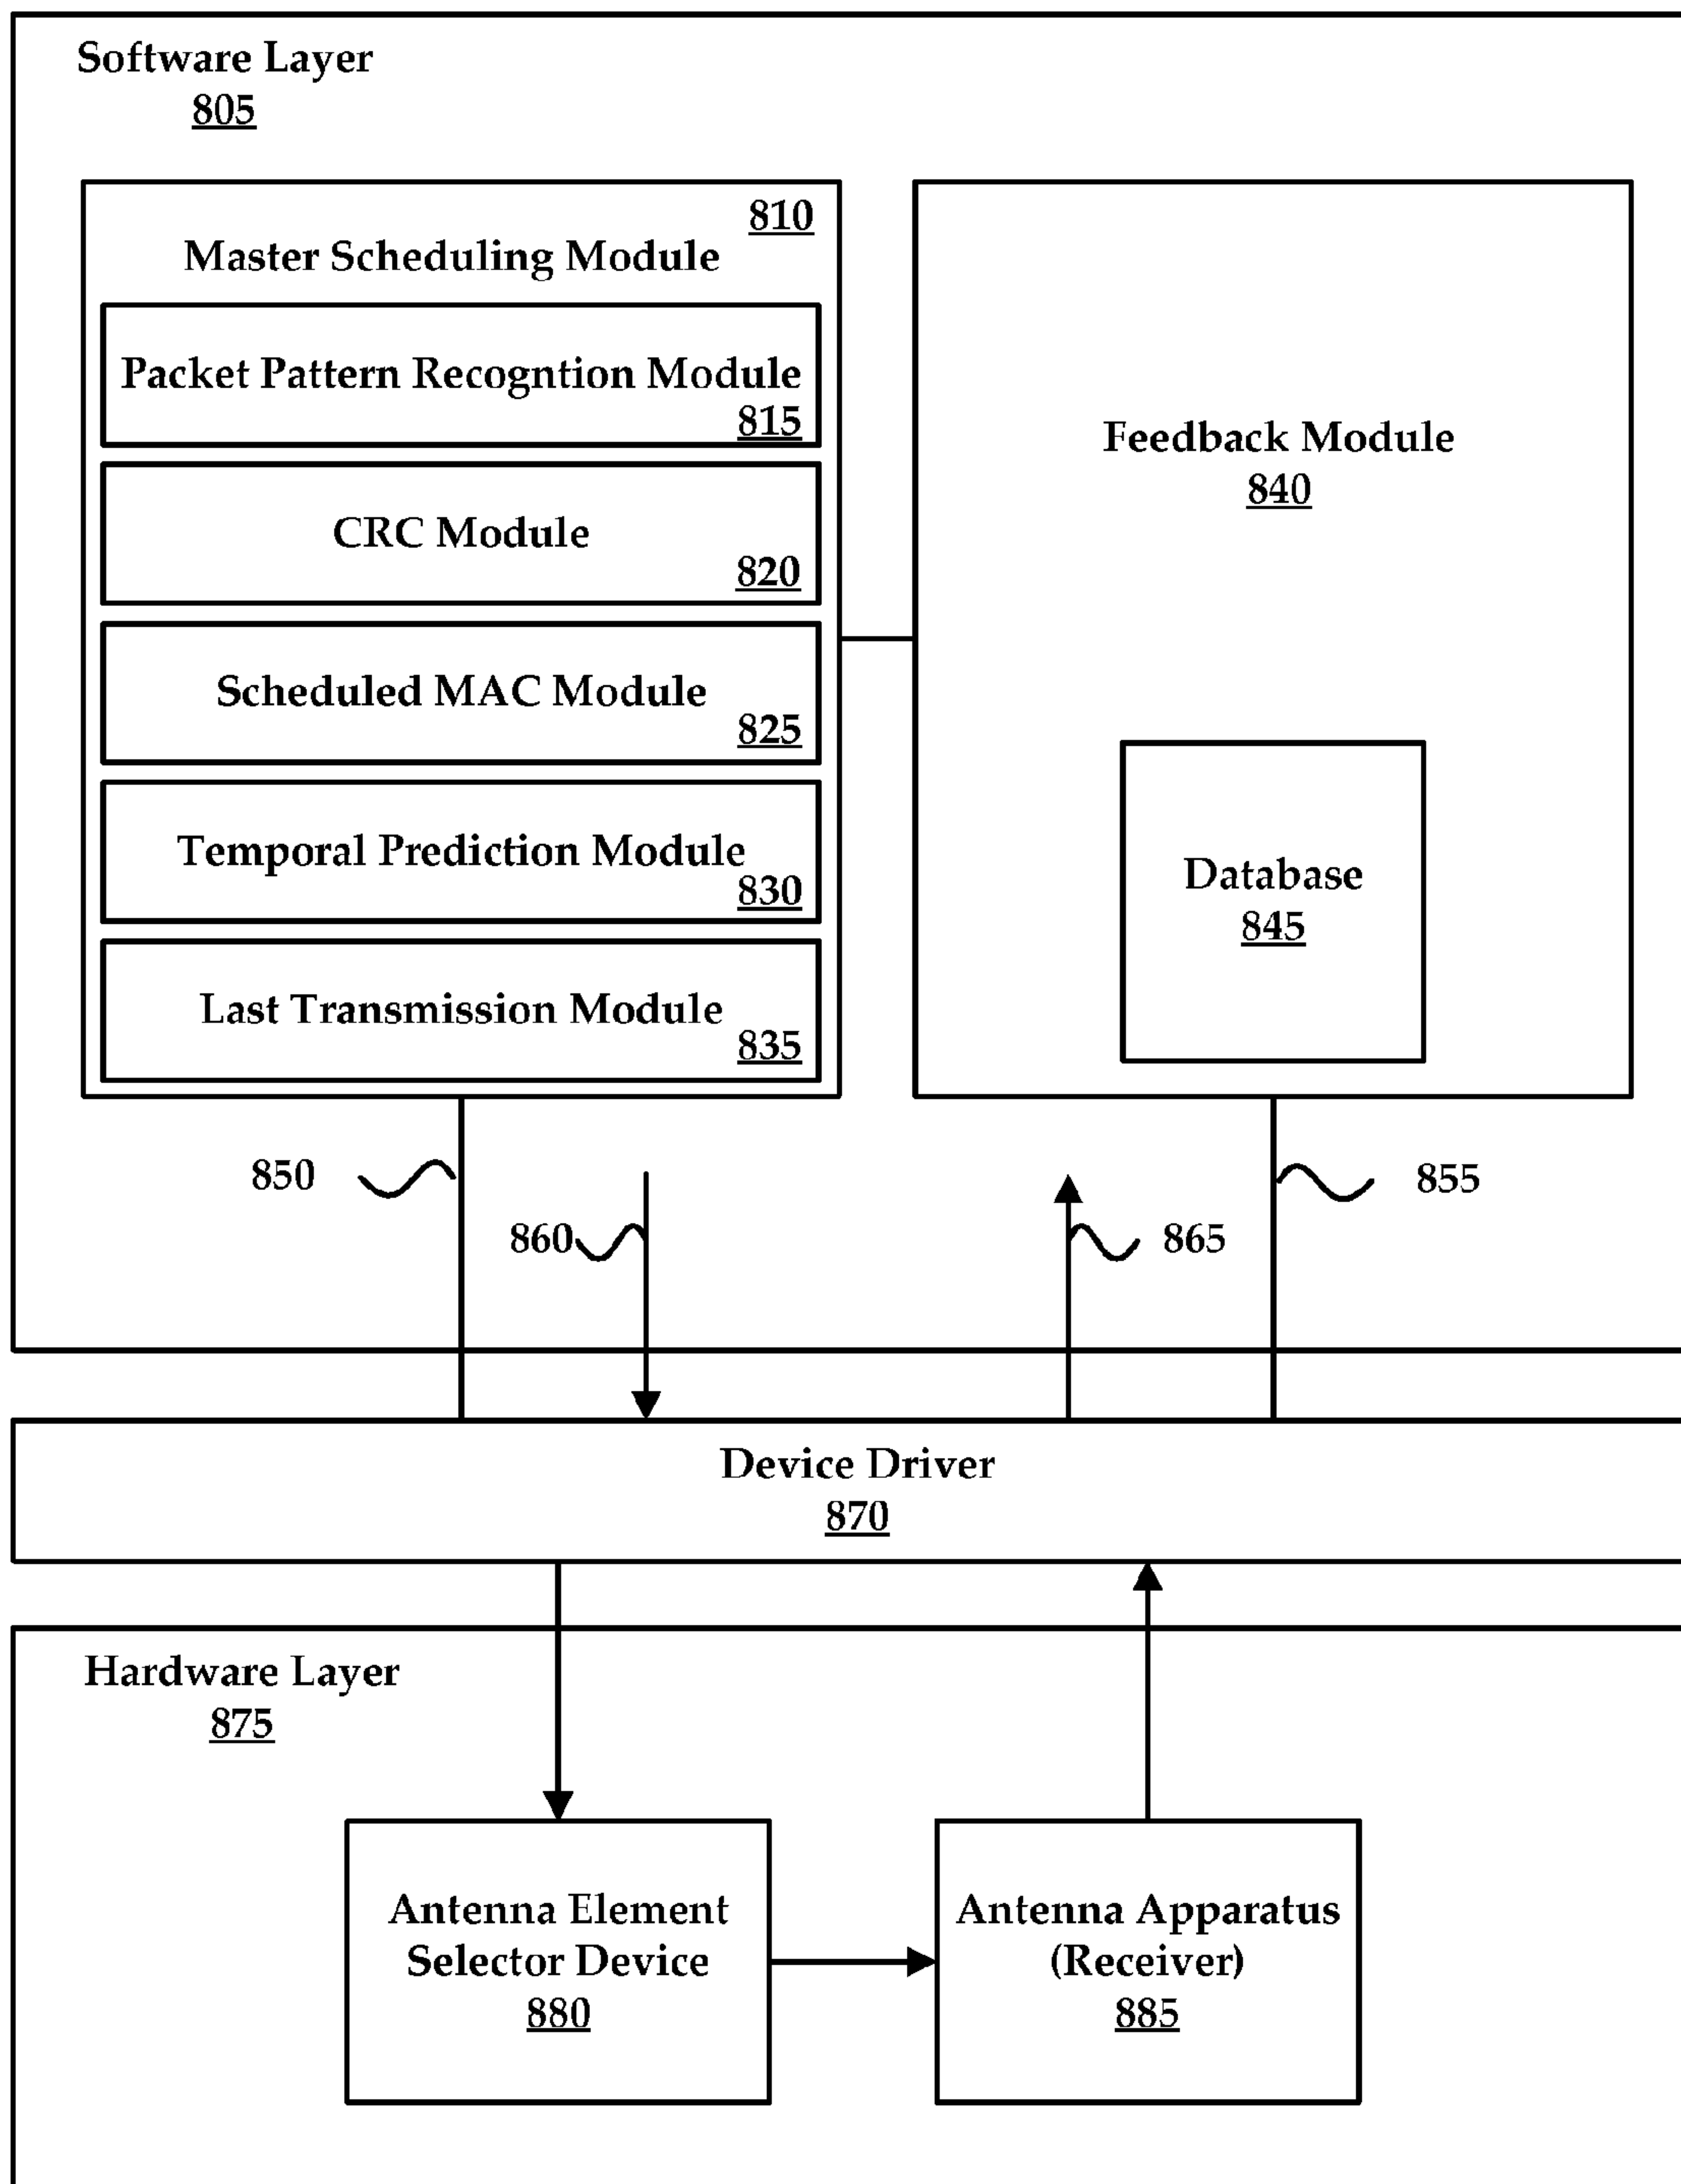 Software Layer
805
810
Master Scheduling Module
Packet Pattern Recogntion Module
815
CRC Module
820
Scheduled MAC Module
825
Temporal Prediction Module
830
Last Transmission Module
835
Feedback Module
840
Database
845
850
860
865
855
Device Driver
870
Hardware Layer
875
Antenna Element
Selector Device
880
Antenna Apparatus
(Receiver)
885